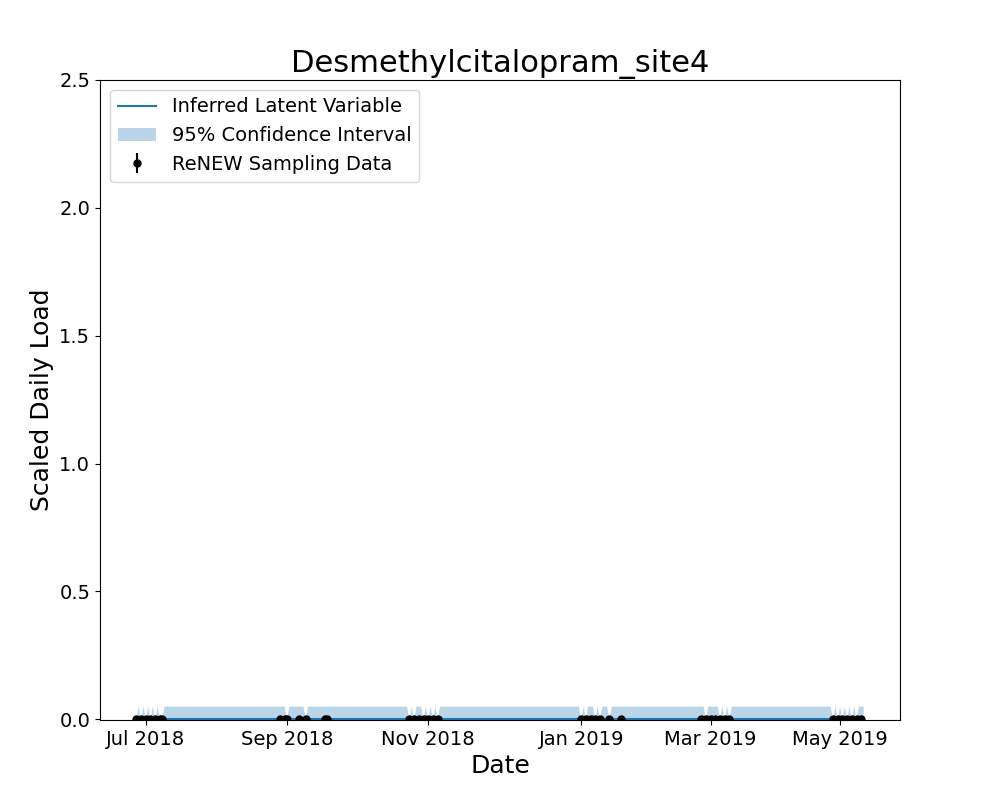 Desmethylcitalopram_site4
2.5
2.0
1.5
1.0
0.5
0.0
Scaled Daily Load
Inferred Latent Variable
95% Confidence Interval
ReNEW Sampling Data
Jul 2018
Sep 2018
Nov 2018
Jan 2019
Mar 2019
May 2019
Date